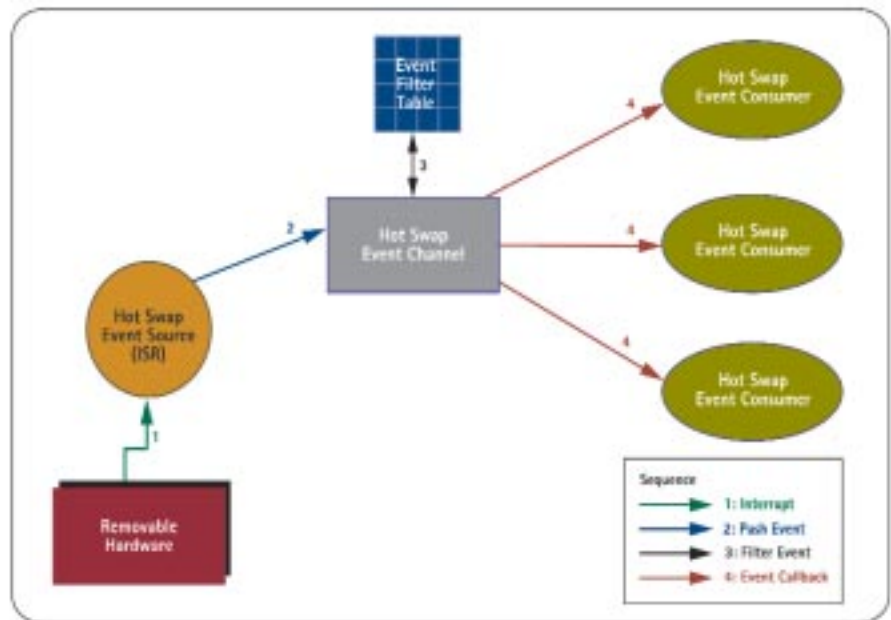 Event
Filter
Table
Hot Swap
Event Consumer
4
3
2
Hot Swap
Event Channel
4
Hot Swap
Event Consumer
Hot Swap
Event Source
(ISR)
4
Hot Swap
Event Consumer
1
Removable
Hardware
Sequence
1: Interrupt
2: Push Event
3: Filter Event
4: Event Callback